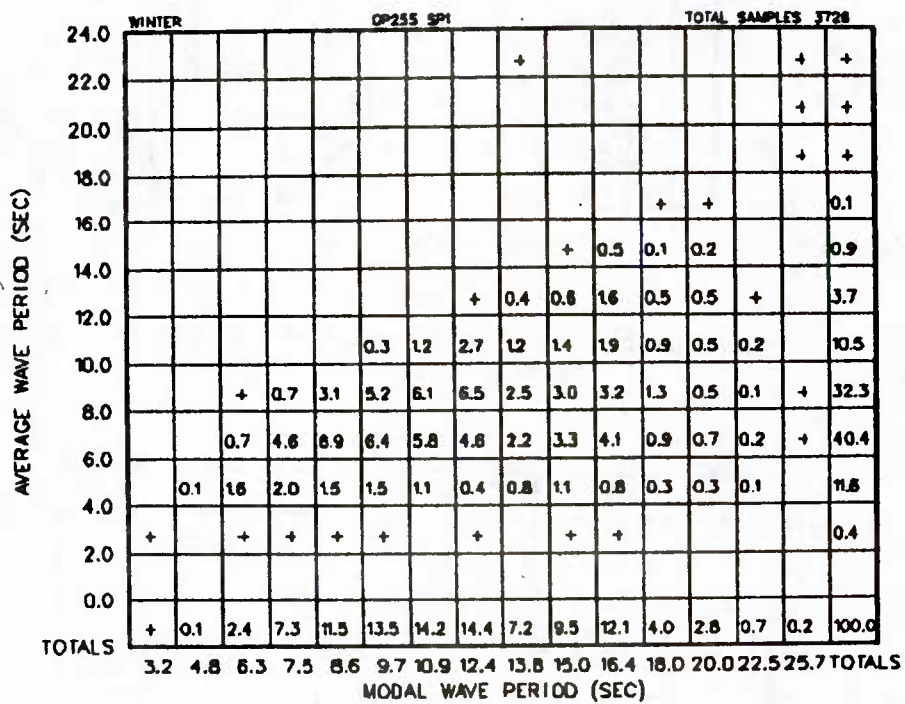 WINTER OP255 SP1 TOTAL SAMPLES 3728
24.0
+ + +
22.0
+ +
20.0
+ +
18.0
+ + 0.1
16.0
+ 0.5 0.1 0.2 0.9
14.0
+ 0.4 0.6 1.6 0.5 0.5 + 3.7
12.0
0.3 1.2 2.7 1.2 1.4 1.9 0.9 0.5 0.2 10.5
10.0
+ 0.7 3.1 5.2 6.1 6.5 2.5 3.0 3.2 1.3 0.5 0.1 + 32.3
8.0
0.7 4.6 6.9 6.4 5.8 4.6 2.2 3.3 4.1 0.9 0.7 0.2 + 40.4
6.0
0.1 1.6 2.0 1.5 1.5 1.1 0.4 0.8 1.1 0.8 0.3 0.3 0.1 11.6
4.0
+ + + + + + + + 0.4
2.0
0.0
+ 0.1 2.4 7.3 11.5 13.5 14.2 14.4 7.2 9.5 12.1 4.0 2.8 0.7 0.2 100.0
TOTALS
3.2 4.8 6.3 7.5 8.6 9.7 10.9 12.4 13.8 15.0 16.4 18.0 20.0 22.5 25.7 TOTALS
MODAL WAVE PERIOD (SEC)
AVERAGE WAVE PERIOD (SEC)